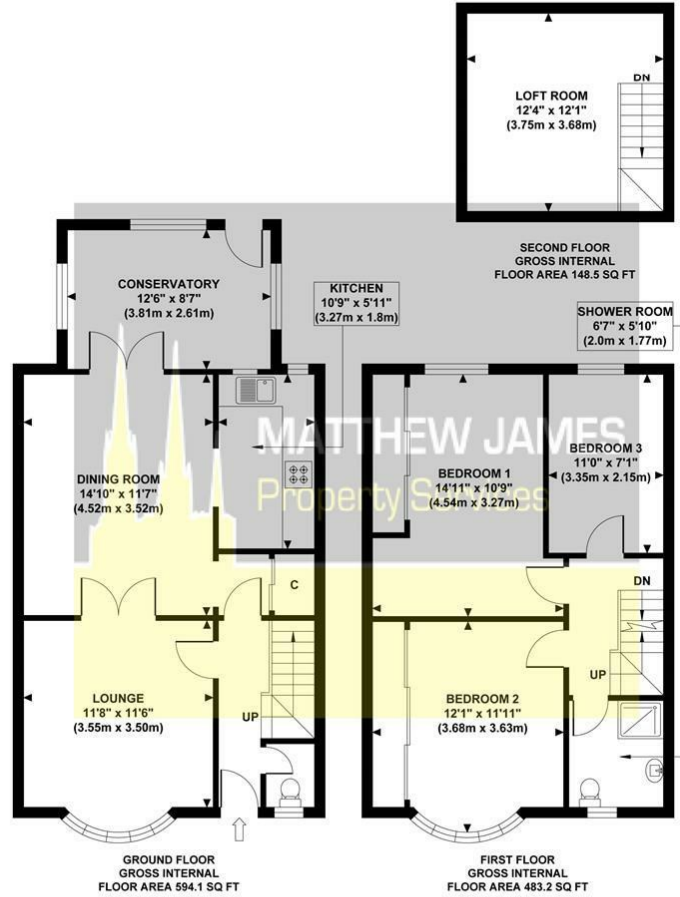 LOFT ROOM
12'4" x 12'1"
(3.75m x 3.68m)
DN
SECOND FLOOR
GROSS INTERNAL
FLOOR AREA 148.5 SQ FT
CONSERVATORY
12'6" x 8'7"
(3.81m x 2.61m)
KITCHEN
10'9" x 5'11"
(3.27m x 1.8m)
SHOWER ROOM
6'7" x 5'10"
(2.0m x 1.77m)
MATTHEW JAMES
Property Services
DINING ROOM
14'10" x 11'7"
(4.52m x 3.52m)
BEDROOM 1
14'11" x 10'9"
(4.54m x 3.27m)
BEDROOM 3
11'0" x 7'1"
(3.35m x 2.15m)
C
DN
LOUNGE
11'8" x 11'6"
(3.55m x 3.50m)
UP
BEDROOM 2
12'1" x 11'11"
(3.68m x 3.63m)
UP
GROUND FLOOR
GROSS INTERNAL
FLOOR AREA 594.1 SQ FT
FIRST FLOOR
GROSS INTERNAL
FLOOR AREA 483.2 SQ FT